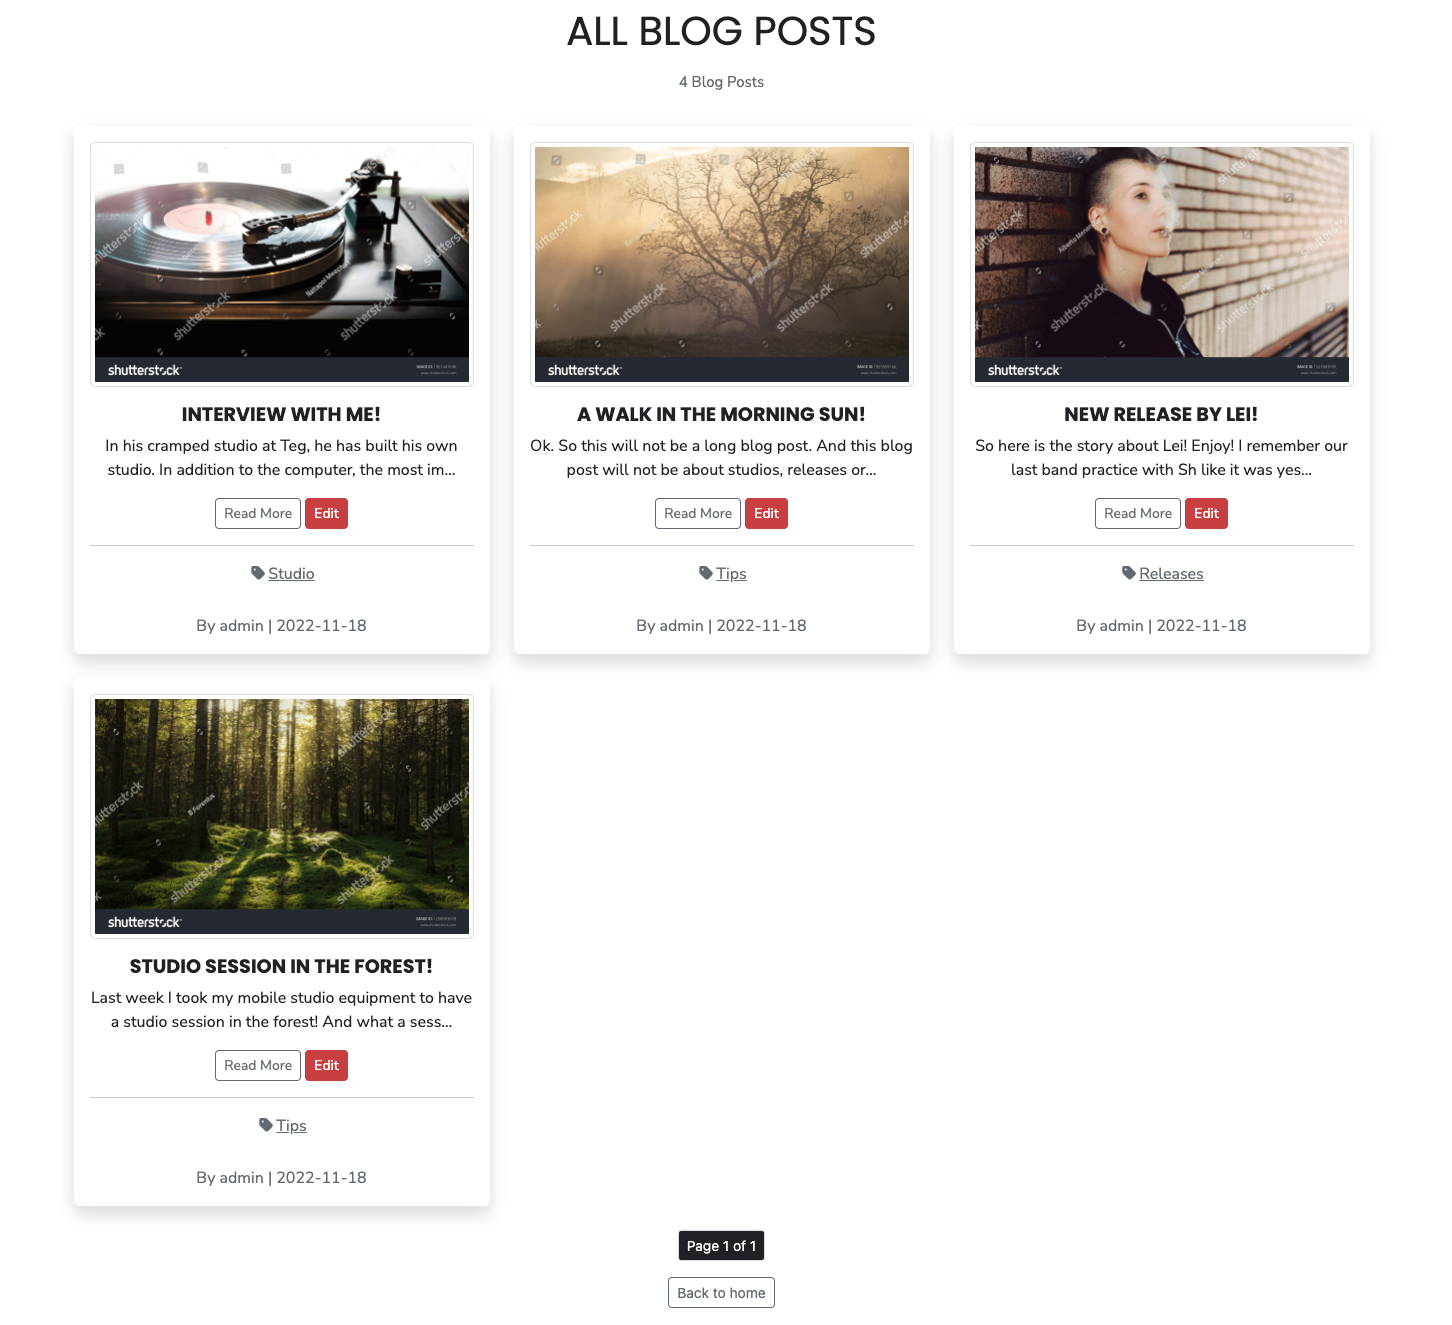 ALL BLOG POSTS
4 Blog Posts
shutterstock
INTERVIEW WITH ME!
In his cramped studio at Teg, he has built his own
studio. In addition to the computer, the most im...
Read More Edit
Studio
By admin | 2022-11-18
shutterstock
A WALK IN THE MORNING SUN!
Ok. So this will not be a long blog post. And this blog
post will not be about studios, releases or...
Read More Edit
Tips
By admin | 2022-11-18
shutterstock
NEW RELEASE BY LEI!
So here is the story about Lei! Enjoy! I remember our
last band practice with Sh like it was yes...
Read More Edit
Releases
By admin | 2022-11-18
shutterstock
STUDIO SESSION IN THE FOREST!
Last week I took my mobile studio equipment to have
a studio session in the forest! And what a sess...
Read More Edit
Tips
By admin | 2022-11-18
Page 1 of 1
Back to home